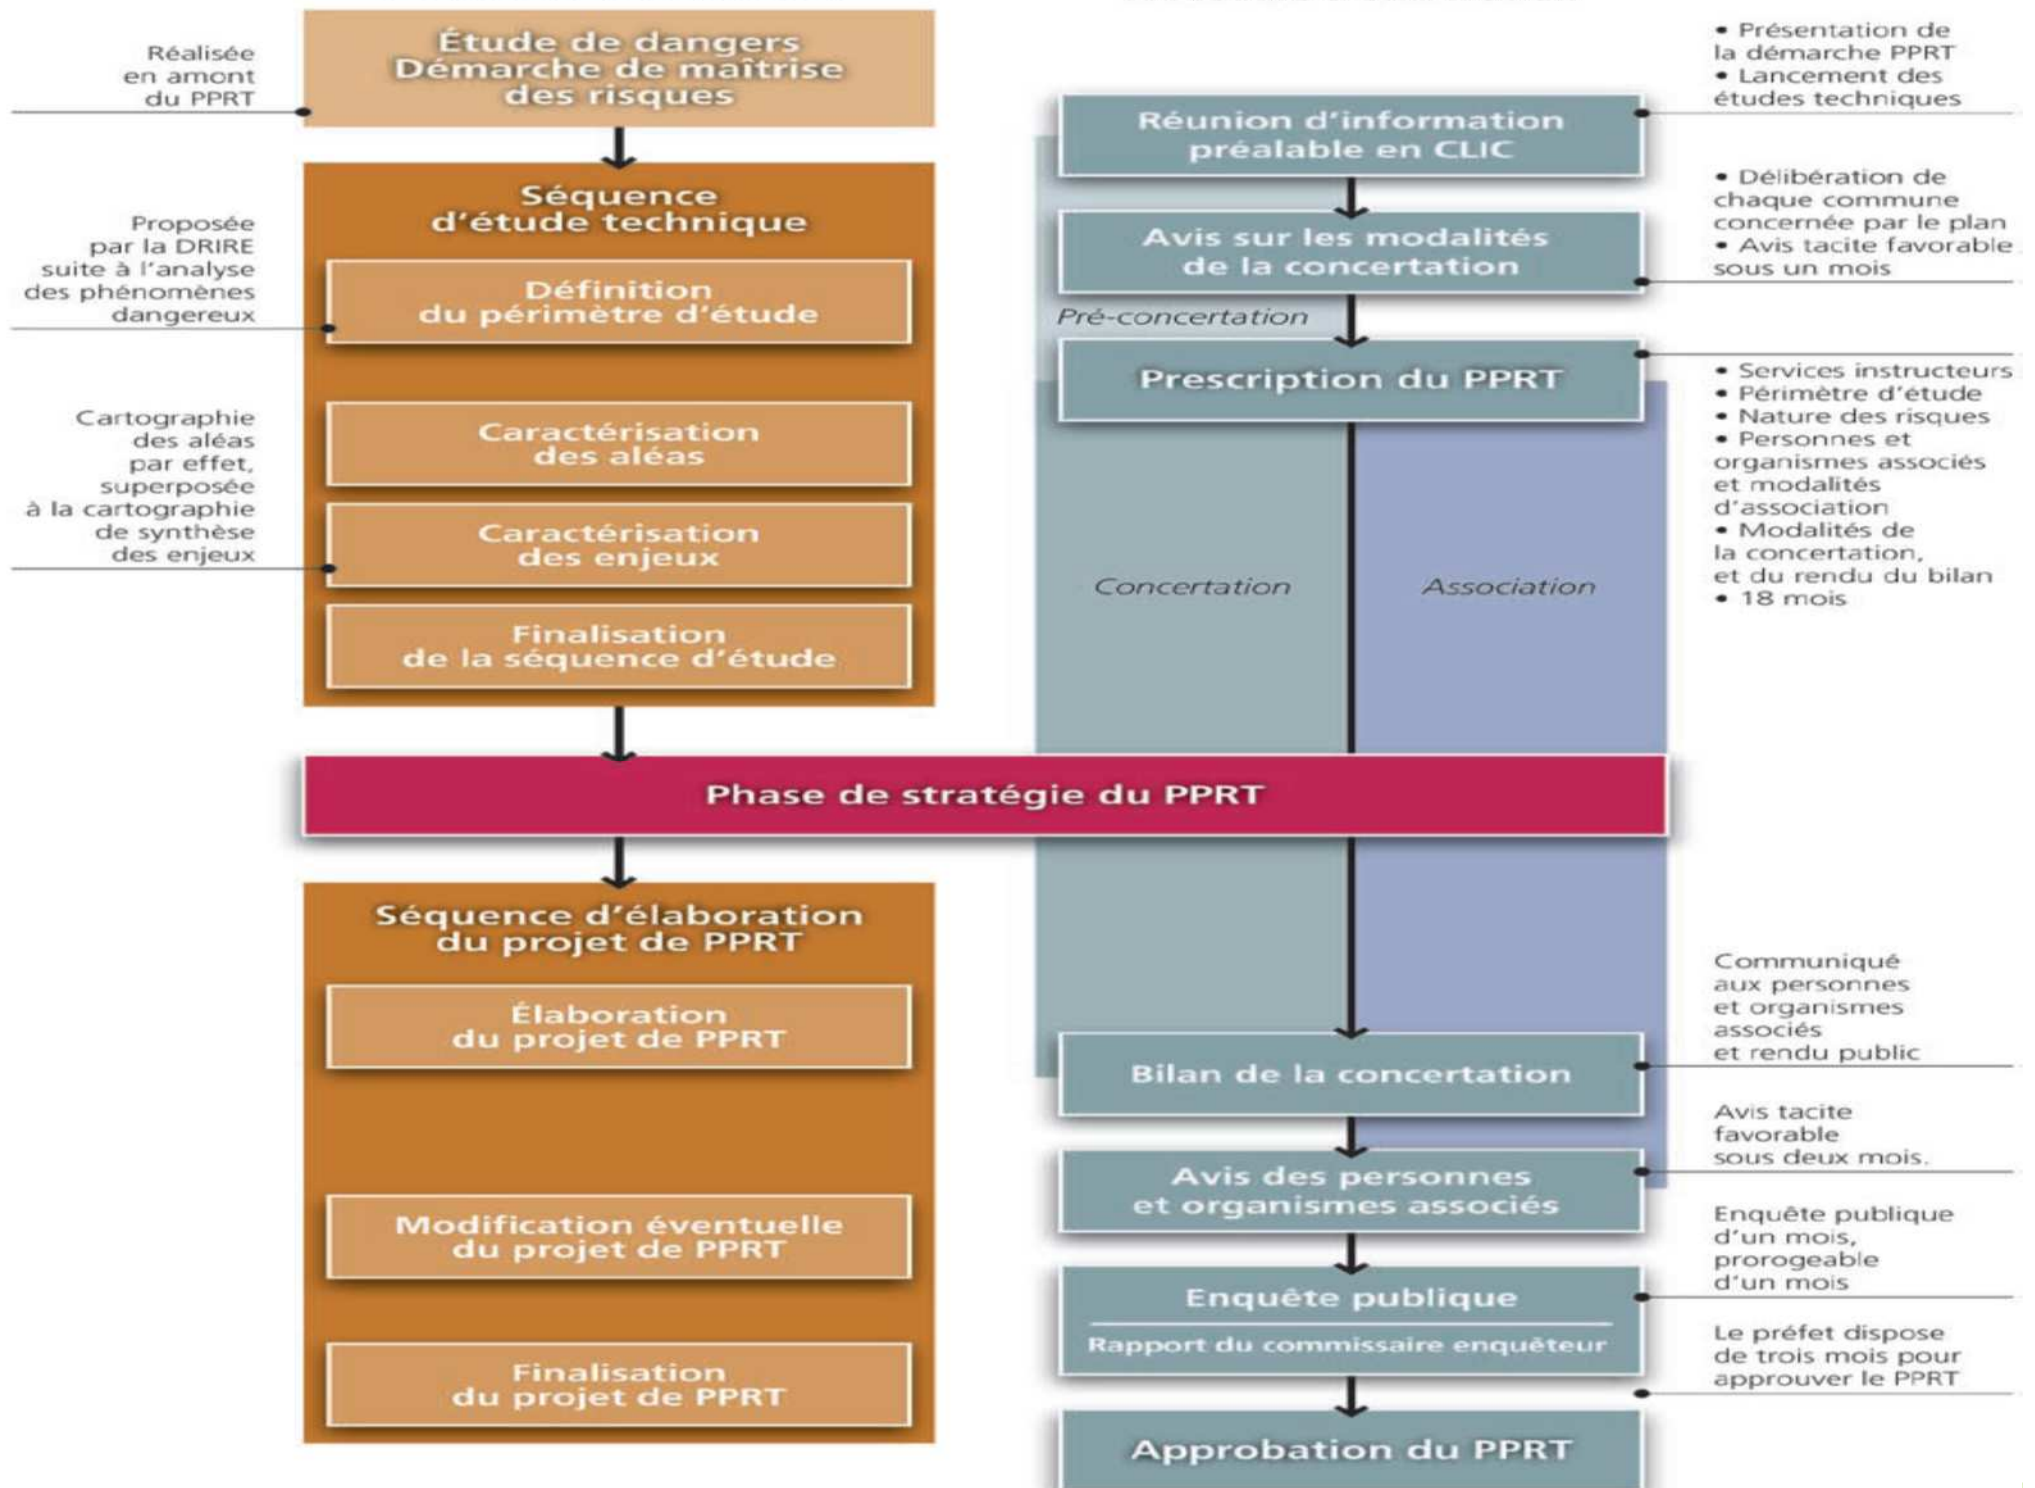 Réalisée
en amont
du PPRT
Étude de dangers
Démarche de maîtrise
des risques
Séquence
d'étude technique
Proposée
par la DRIRE
suite à l'analyse
des phénomènes
dangereux
Définition
du périmètre d'étude
Caractérisation
des aléas
Cartographie
des aléas
par effet,
superposée
à la cartographie
de synthèse
des enjeux
Caractérisation
des enjeux
Finalisation
de la séquence d'étude
Réunion d'information
préalable en CLIC
• Présentation de
la démarche PPRT
• Lancement des
études techniques
Avis sur les modalités
de la concertation
• Délibération de
chaque commune
concernée par le plan
• Avis tacite favorable
sous un mois
Pré-concertation
Prescription du PPRT
• Services instructeurs
• Périmètre d'étude
• Nature des risques
• Personnes et
organismes associés
et modalités
d'association
• Modalités de
la concertation,
et du rendu du bilan
• 18 mois
Concertation
Association
Phase de stratégie du PPRT
Séquence d'élaboration
du projet de PPRT
Élaboration
du projet de PPRT
Modification éventuelle
du projet de PPRT
Finalisation
du projet de PPRT
Bilan de la concertation
Communiqué
aux personnes
et organismes
associés
et rendu public
Avis des personnes
et organismes associés
Avis tacite
favorable
sous deux mois.
Enquête publique
Rapport du commissaire enquêteur
Enquête publique
d'un mois,
prorogeable
d'un mois
Le préfet dispose
de trois mois pour
approuver le PPRT
Approbation du PPRT